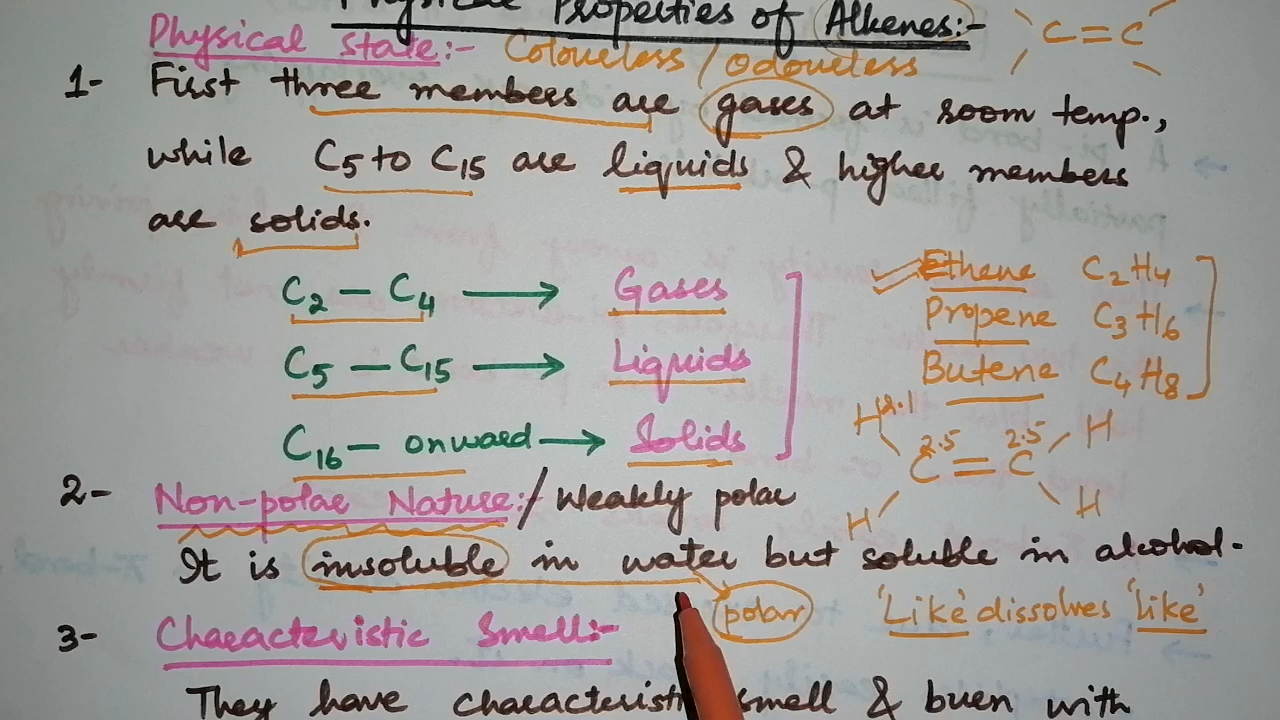 Physical Properties of Alkenes:-
Physical state:- Colourless / Odourless
C=C
1- First three members are gases at room temp.,
while C5 to C15 are liquids & higher members
are solids.
C2 – C4 → Gases
C5 – C15 → Liquids
C16 – onward → Solids
Ethene C2H4
Propene C3H6
Butene C4H8
H 2.1 2.5 2.5 H
C = C
H H
2- Non-polar Nature:- / Weakly polar
It is insoluble in water but soluble in alcohol.
polar 'Like' dissolves 'like'
3- Characteristic Smell:-
They have characteristic smell & burn with